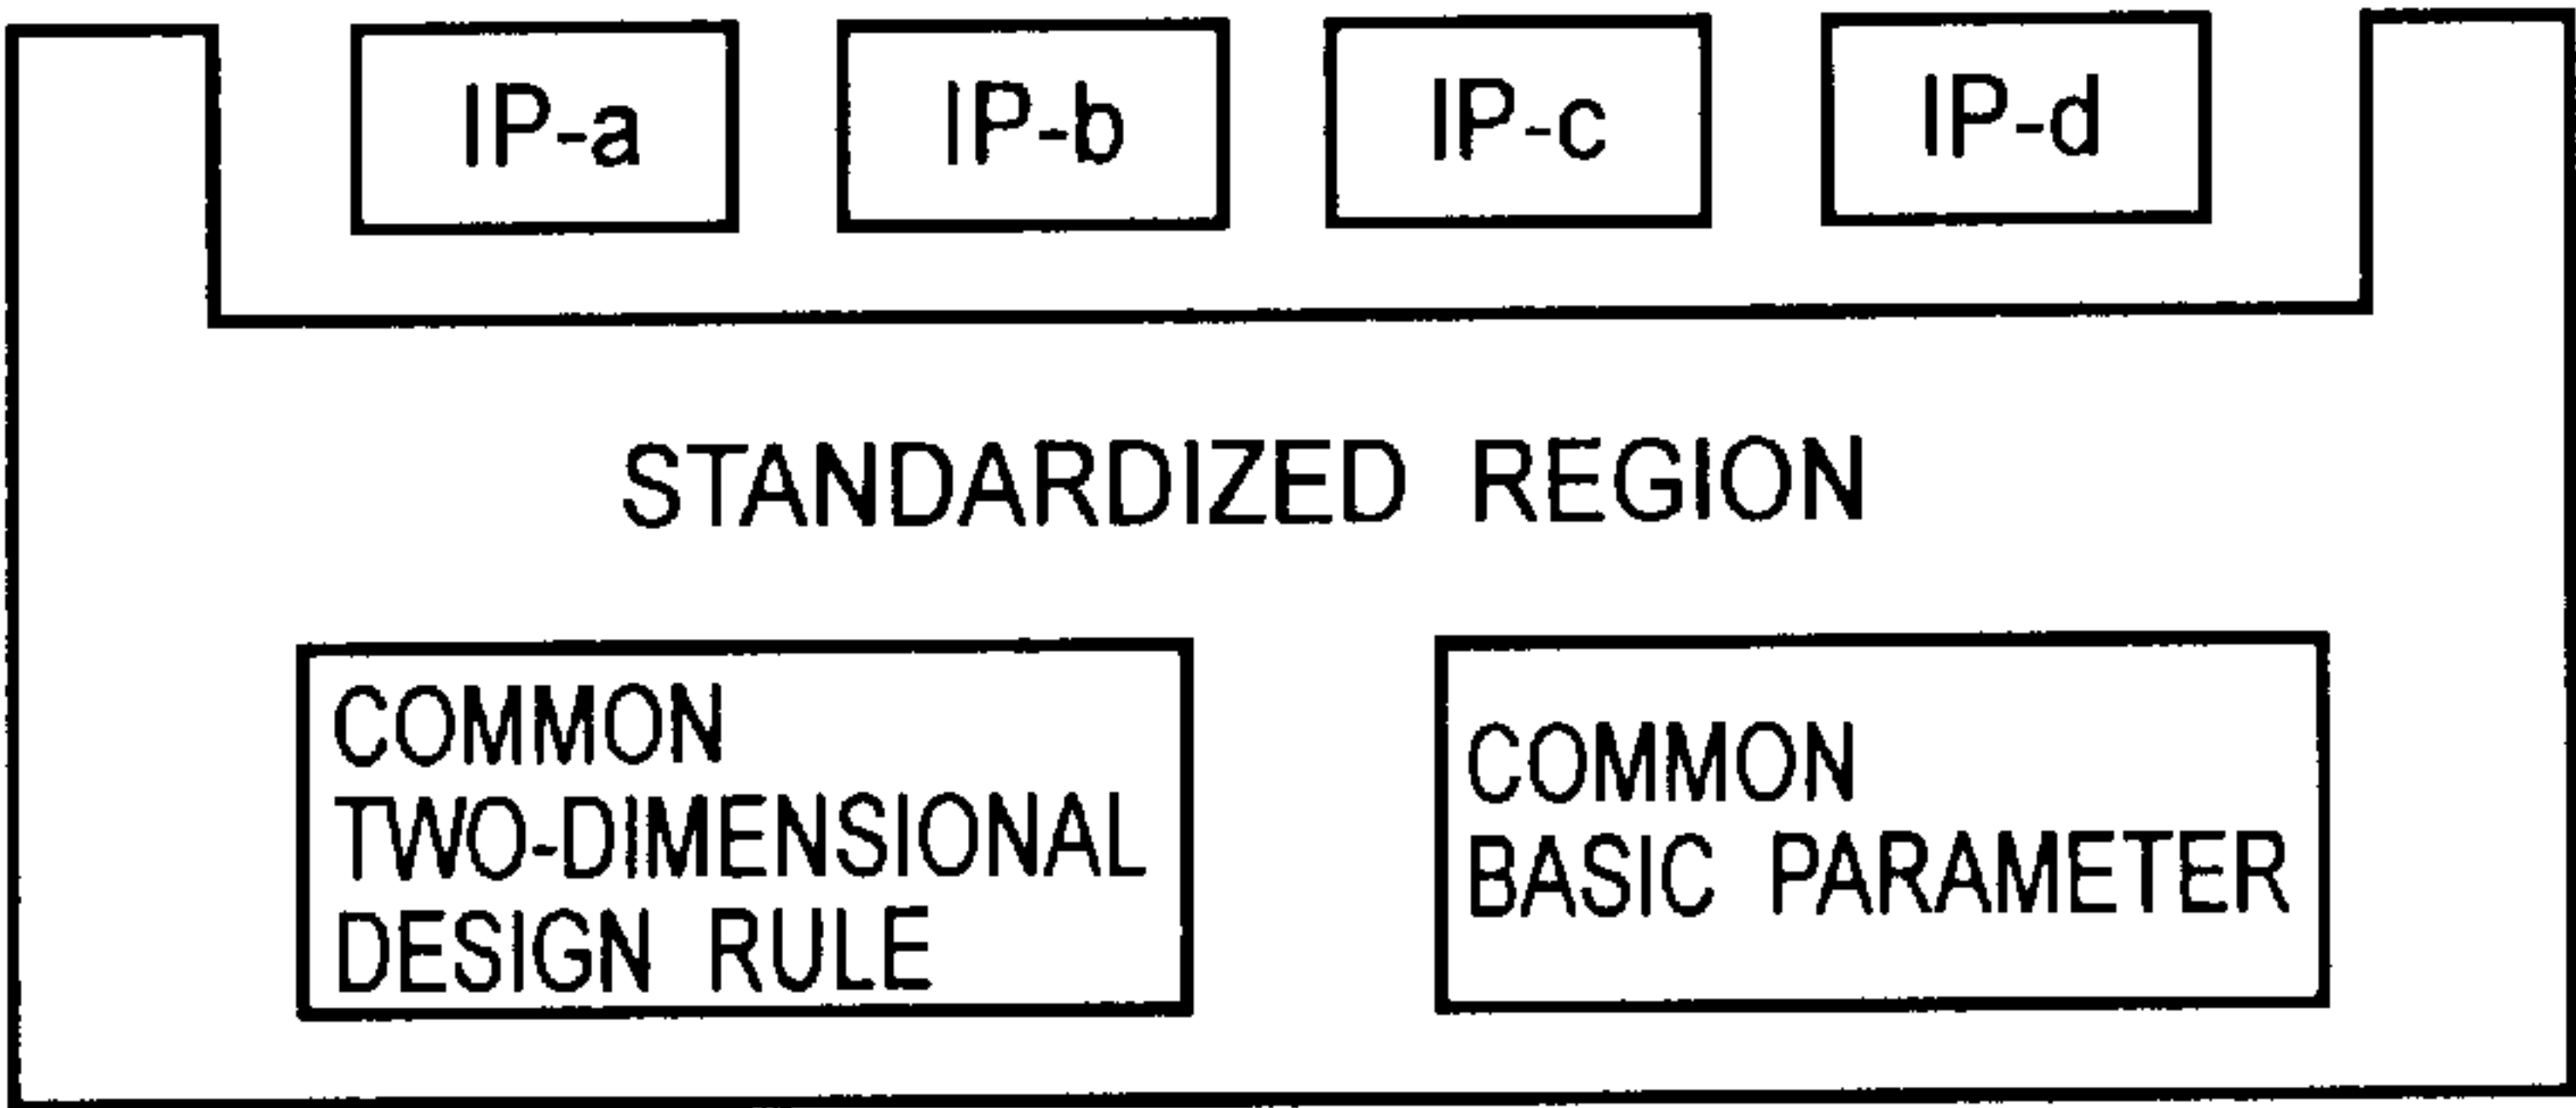 IP-a IP-b IP-c IP-d
STANDARDIZED REGION
COMMON
TWO-DIMENSIONAL
DESIGN RULE
COMMON
BASIC PARAMETER